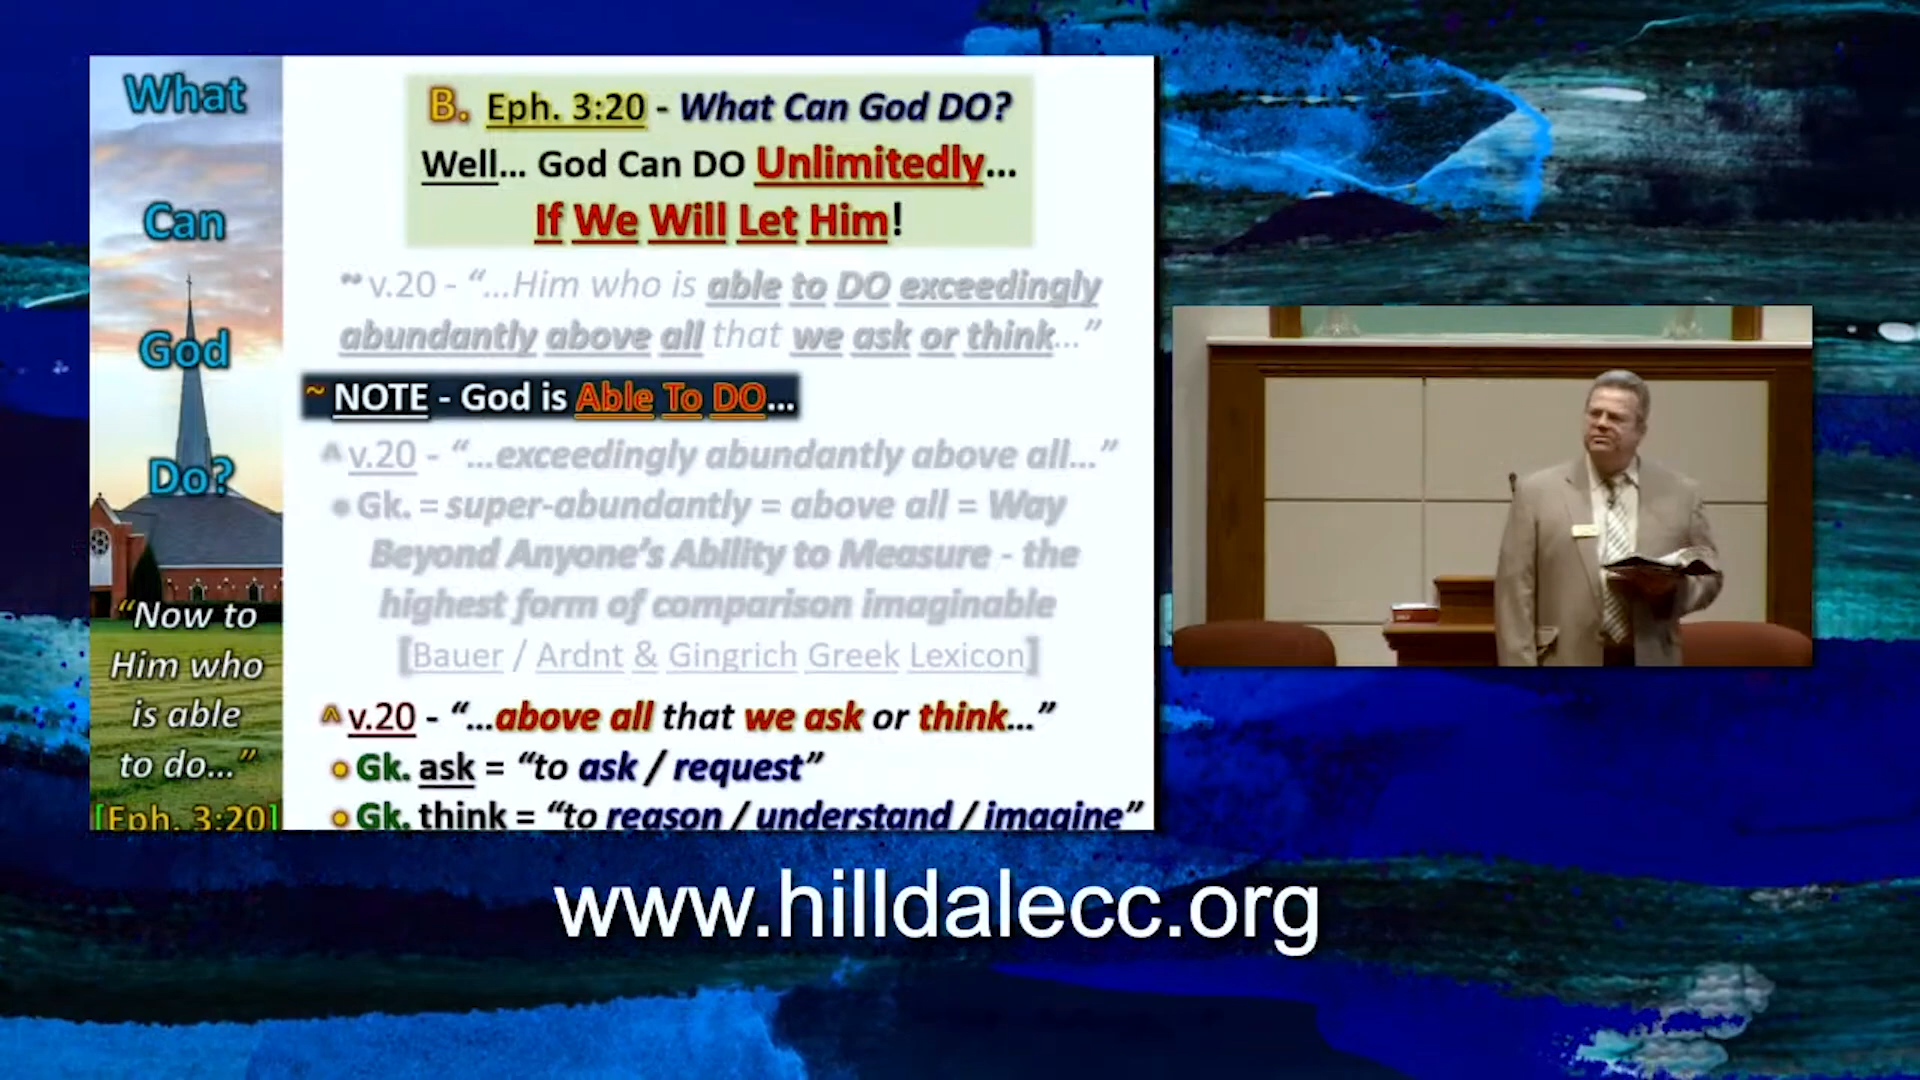 What
Can
God
Do?
“Now to
Him who
is able
to do…”
[Eph. 3:20]
B. Eph. 3:20 - What Can God DO?
Well... God Can DO Unlimitedly...
If We Will Let Him!
~ v.20 - “…Him who is able to DO exceedingly
abundantly above all that we ask or think…”
~ NOTE - God is Able To DO...
^ v.20 - “…exceedingly abundantly above all…”
• Gk. = super-abundantly = above all = Way
Beyond Anyone’s Ability to Measure - the
highest form of comparison imaginable
[Bauer / Ardnt & Gingrich Greek Lexicon]
^ v.20 - “…above all that we ask or think…”
• Gk. ask = “to ask / request”
• Gk. think = “to reason / understand / imagine”
www.hilldalecc.org